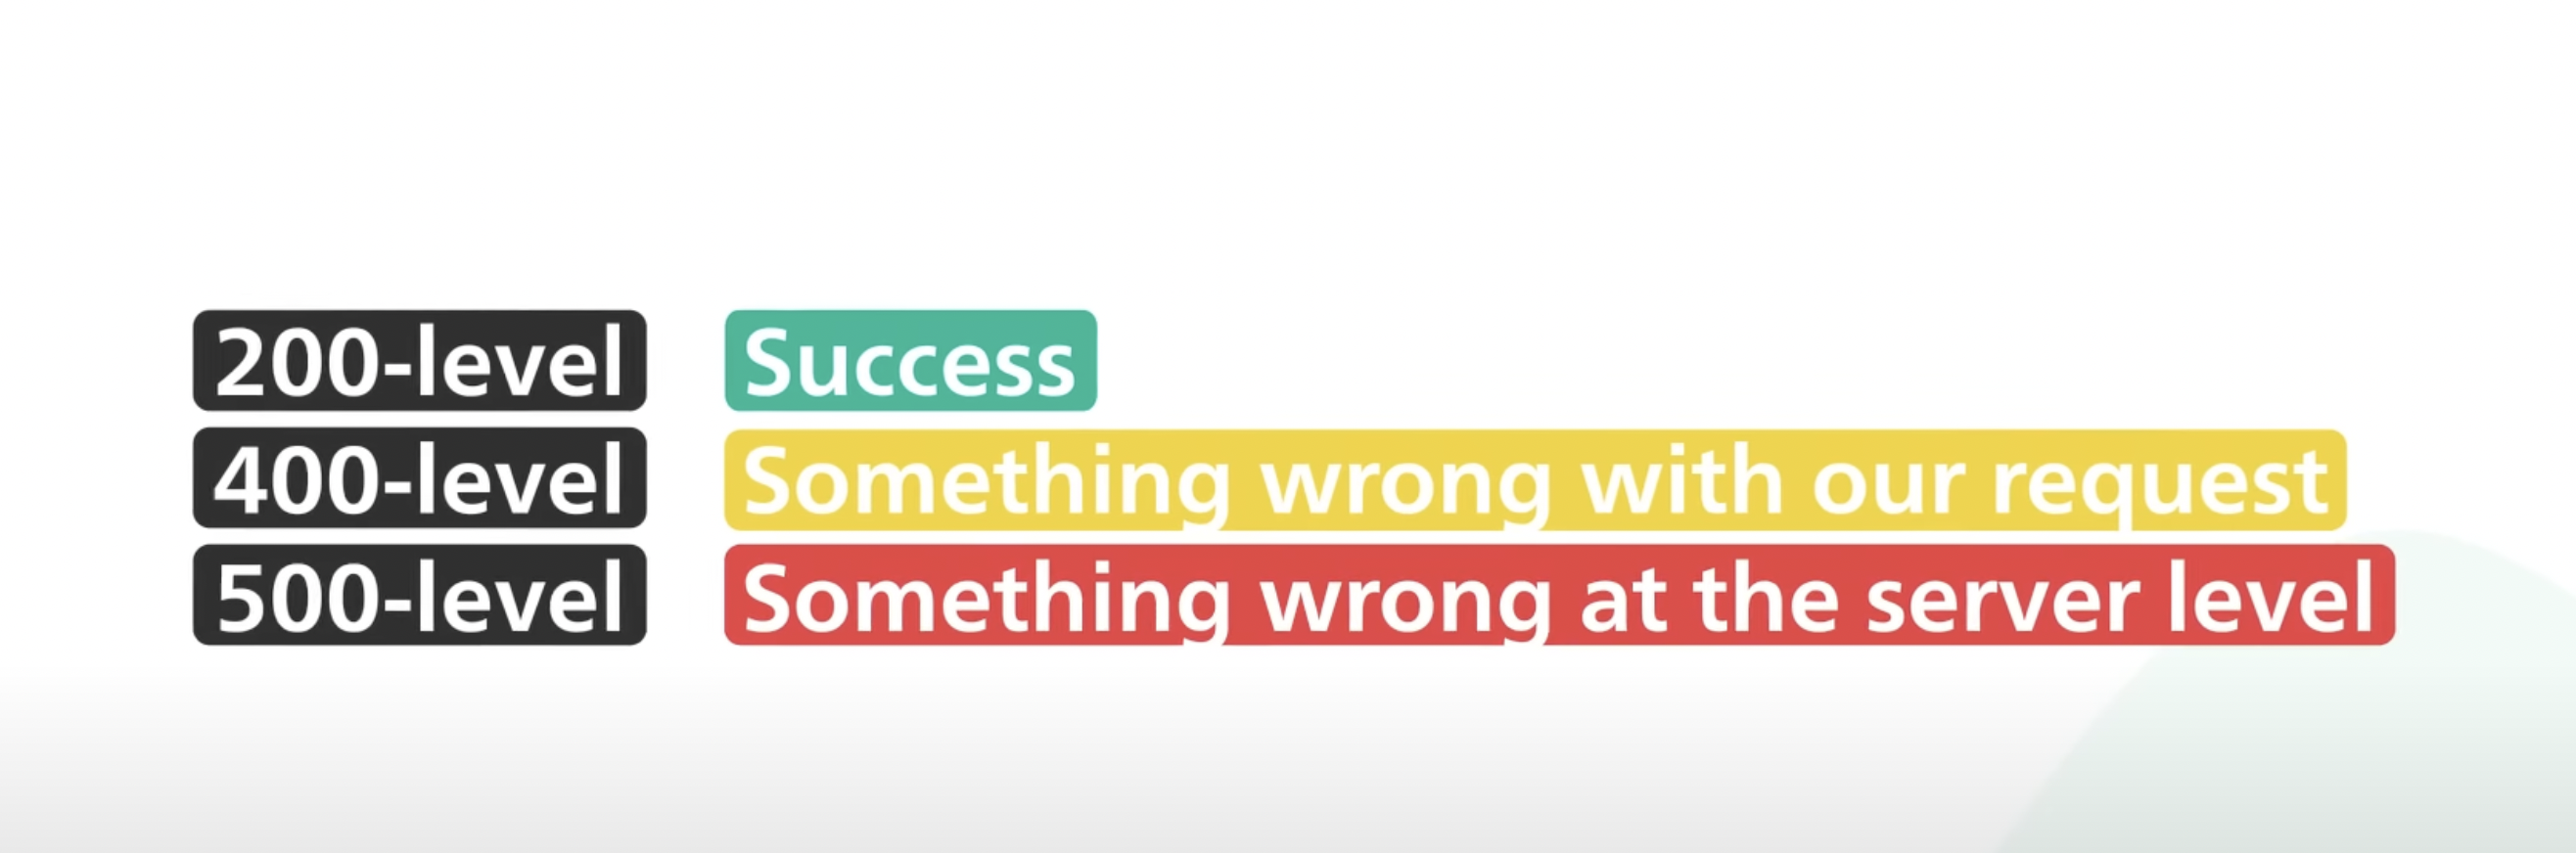 200-level Success
400-level Something wrong with our request
500-level Something wrong at the server level